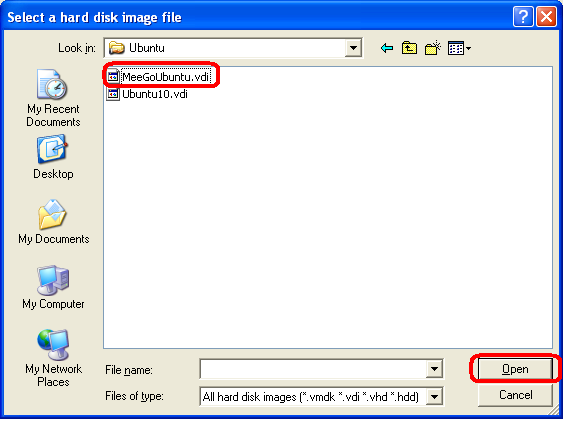 Select a hard disk image file
Look in: Ubuntu
MeeGoUbuntu.vdi
Ubuntu10.vdi
My Recent
Documents
Desktop
My Documents
My Computer
My Network
Places
File name:
Open
Files of type: All hard disk images (*.vmdk *.vdi *.vhd *.hdd)
Cancel